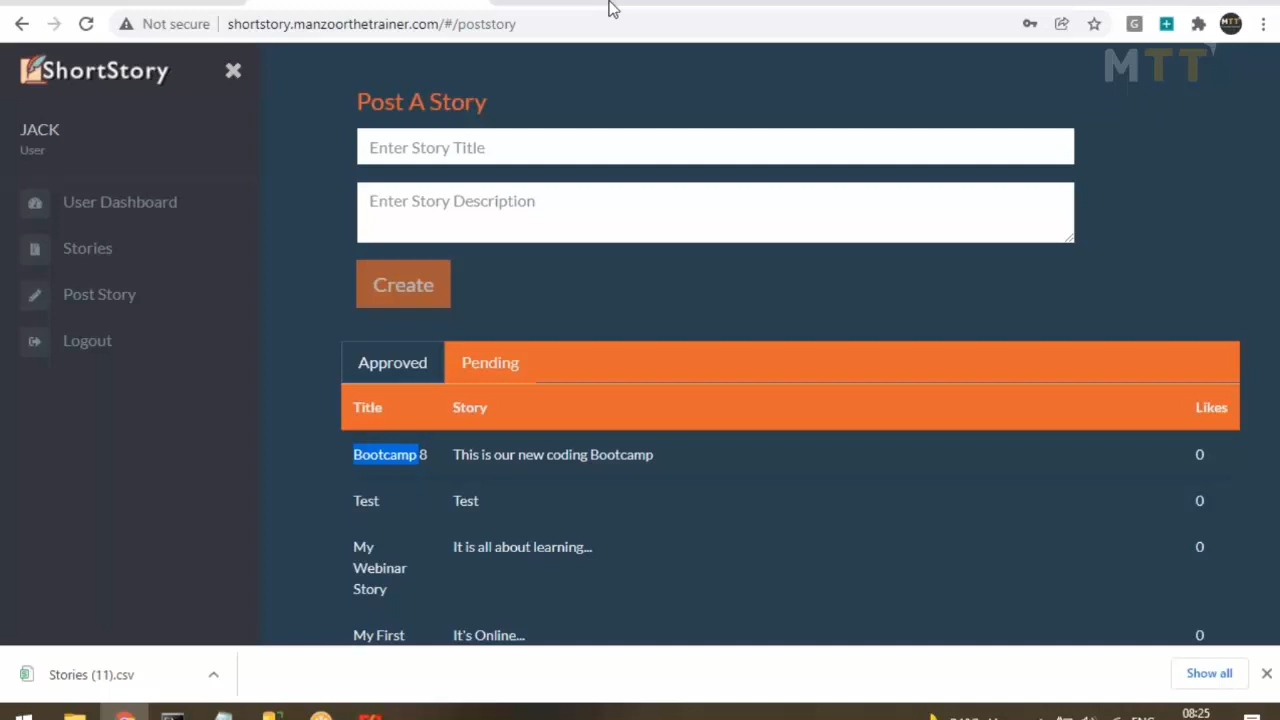 Not secure
shortstory.manzoorthetrainer.com/#/poststory
ShortStory
MTT
JACK
User
User Dashboard
Stories
Post Story
Logout
Post A Story
Enter Story Title
Enter Story Description
Create
Approved
Pending
Title
Story
Likes
Bootcamp 8
This is our new coding Bootcamp
0
Test
Test
0
My
Webinar
Story
It is all about learning...
0
My First
It's Online...
0
Stories (11).csv
Show all
08:25